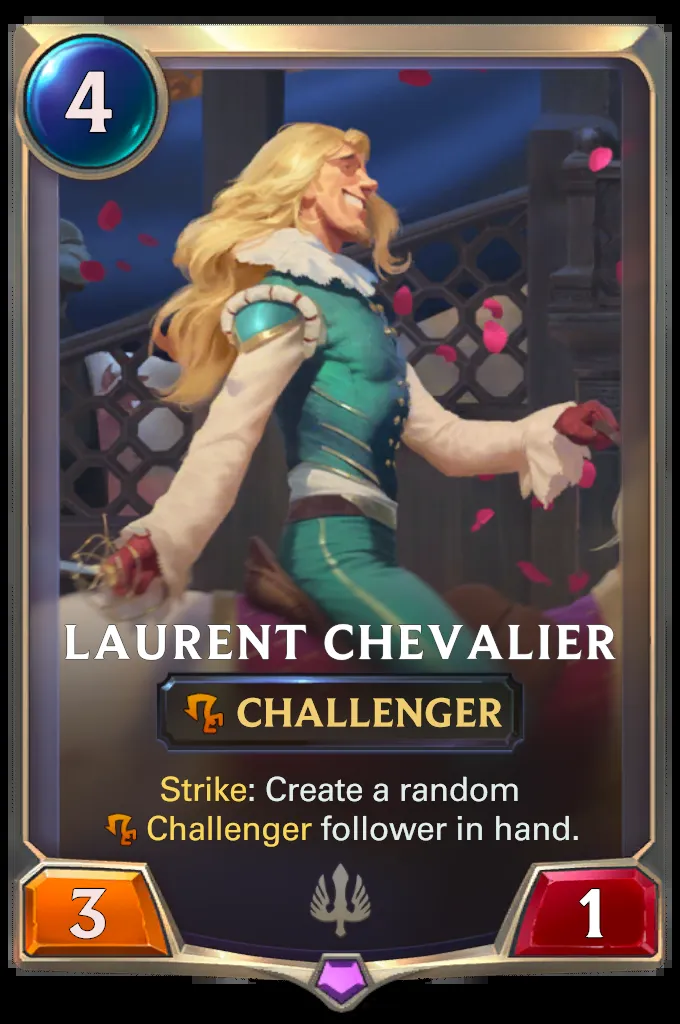 4
LAURENT CHEVALIER
CHALLENGER
Strike: Create a random
Challenger follower in hand.
3
1